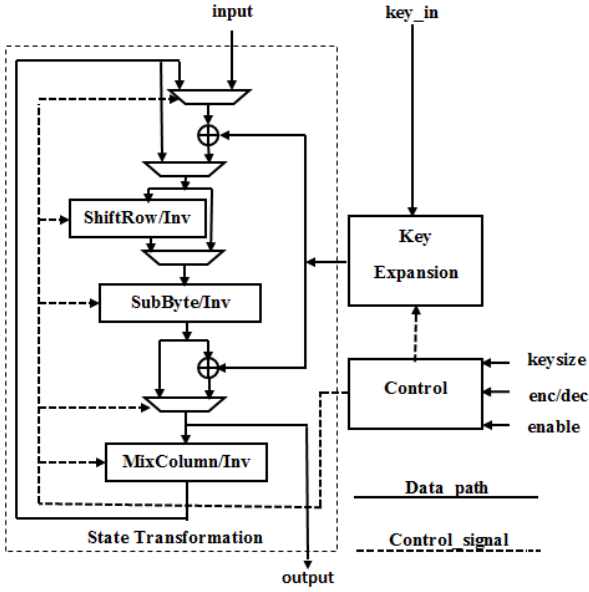 input
key_in
ShiftRow/Inv
Key
Expansion
SubByte/Inv
keysize
Control
enc/dec
enable
MixColumn/Inv
Data_path
State Transformation
Control_signal
output